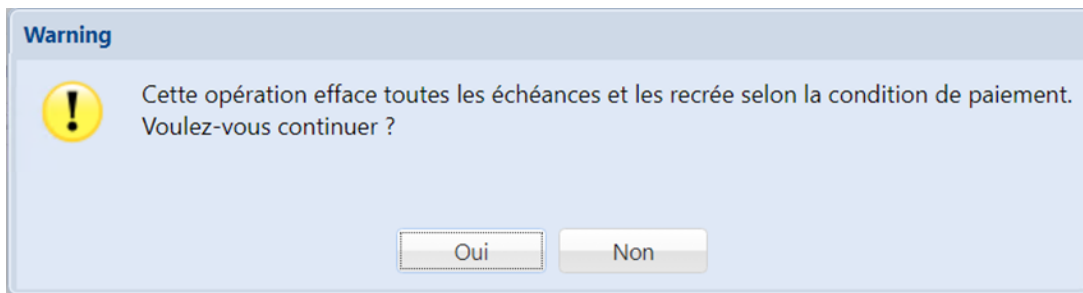 Warning
Cette opération efface toutes les échéances et les recrée selon la condition de paiement.
Voulez-vous continuer ?
Oui
Non